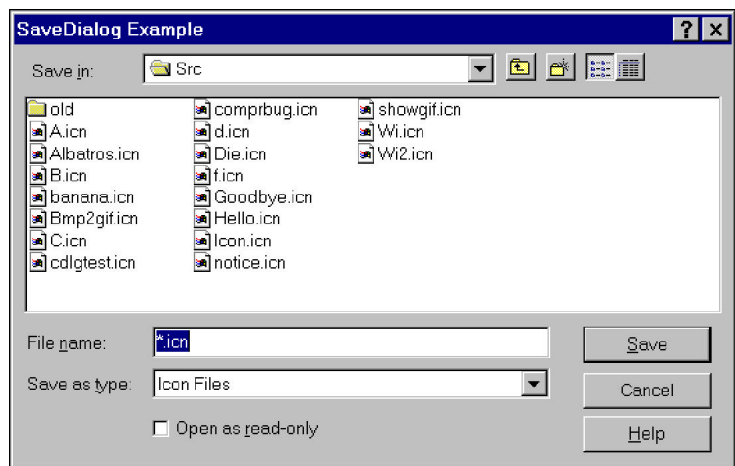 SaveDialog Example
Save in: Src
old
A.icn
Albatros.icn
B.icn
banana.icn
Bmp2gif.icn
C.icn
cdlgtest.icn
comprbug.icn
d.icn
Die.icn
f.icn
Goodbye.icn
Hello.icn
Icon.icn
notice.icn
showgif.icn
Wi.icn
Wi2.icn
File name: *.icn
Save
Save as type: Icon Files
Cancel
Open as read-only
Help